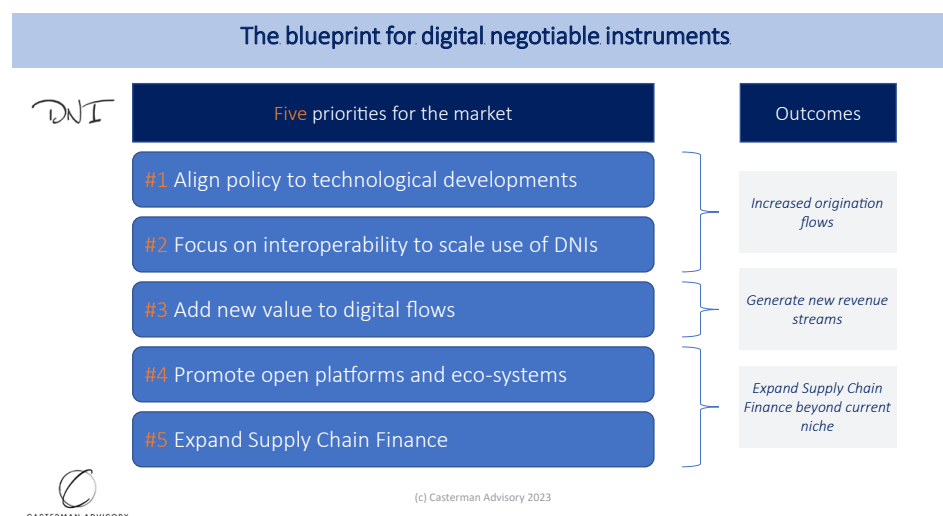 The blueprint for digital negotiable instruments
DNI
Five priorities for the market
Outcomes
#1 Align policy to technological developments
#2 Focus on interoperability to scale use of DNIs
#3 Add new value to digital flows
#4 Promote open platforms and eco-systems
#5 Expand Supply Chain Finance
Increased origination
flows
Generate new revenue
streams
Expand Supply Chain
Finance beyond current
niche
(c) Casterman Advisory 2023
CASTERMAN ADVISORY